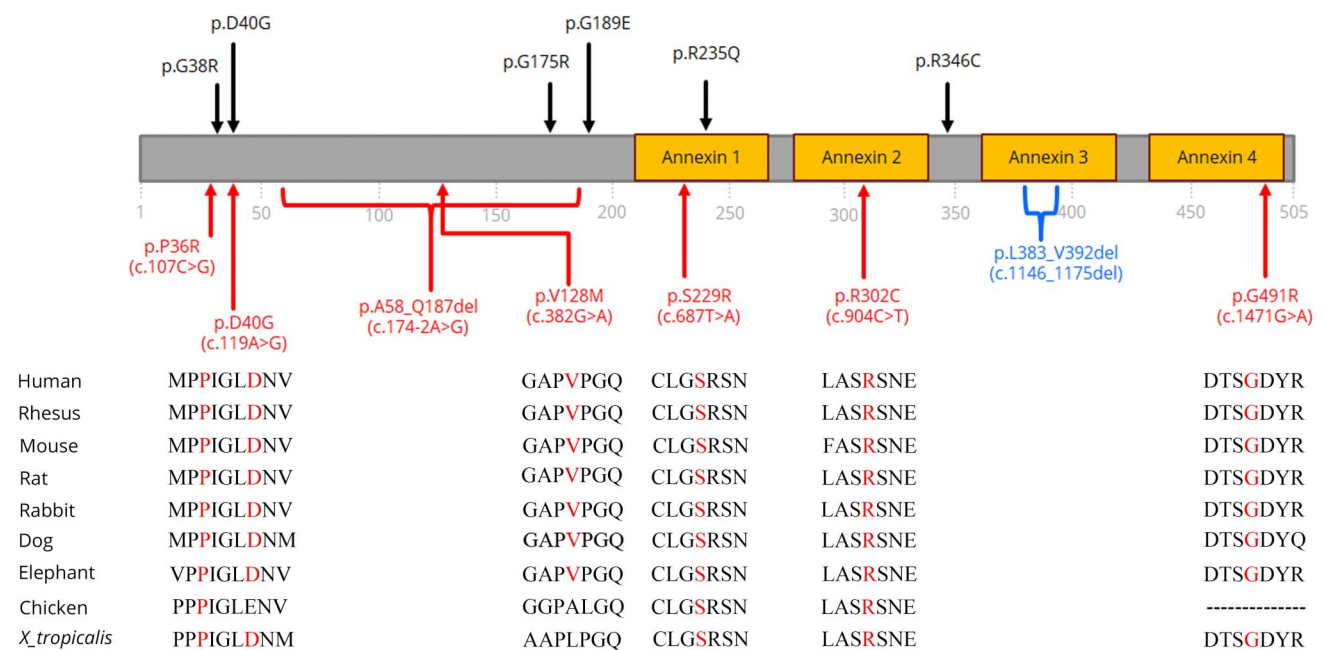 p.D40G
p.G189E
p.G38R
p.G175R
p.R235Q
p.R346C
Annexin 1
Annexin 2
Annexin 3
Annexin 4
1 50 100 150 200 250 300 350 400 450 505
p.P36R
(c.107C>G)
p.D40G
(c.119A>G)
p.A58_Q187del
(c.174-2A>G)
p.V128M
(c.382G>A)
p.S229R
(c.687T>A)
p.R302C
(c.904C>T)
p.L383_V392del
(c.1146_1175del)
p.G491R
(c.1471G>A)
Human MPPIGLDNV GAPVPGQ CLGSRSN LASRSNE DTSGDYR
Rhesus MPPIGLDNV GAPVPGQ CLGSRSN LASRSNE DTSGDYR
Mouse MPPIGLDNV GAPVPGQ CLGSRSN FASRSNE DTSGDYR
Rat MPPIGLDNV GAPVPGQ CLGSRSN LASRSNE DTSGDYR
Rabbit MPPIGLDNV GAPVPGQ CLGSRSN LASRSNE DTSGDYR
Dog MPPIGLDNM GAPVPGQ CLGSRSN LASRSNE DTSGDYQ
Elephant VPPIGLDNV GAPVPGQ CLGSRSN LASRSNE DTSGDYR
Chicken PPPIGLENV GGPALGQ CLGSRSN LASRSNE --------------
X_tropicalis PPPIGLDNM AAPLPGQ CLGSRSN LASRSNE DTSGDYR